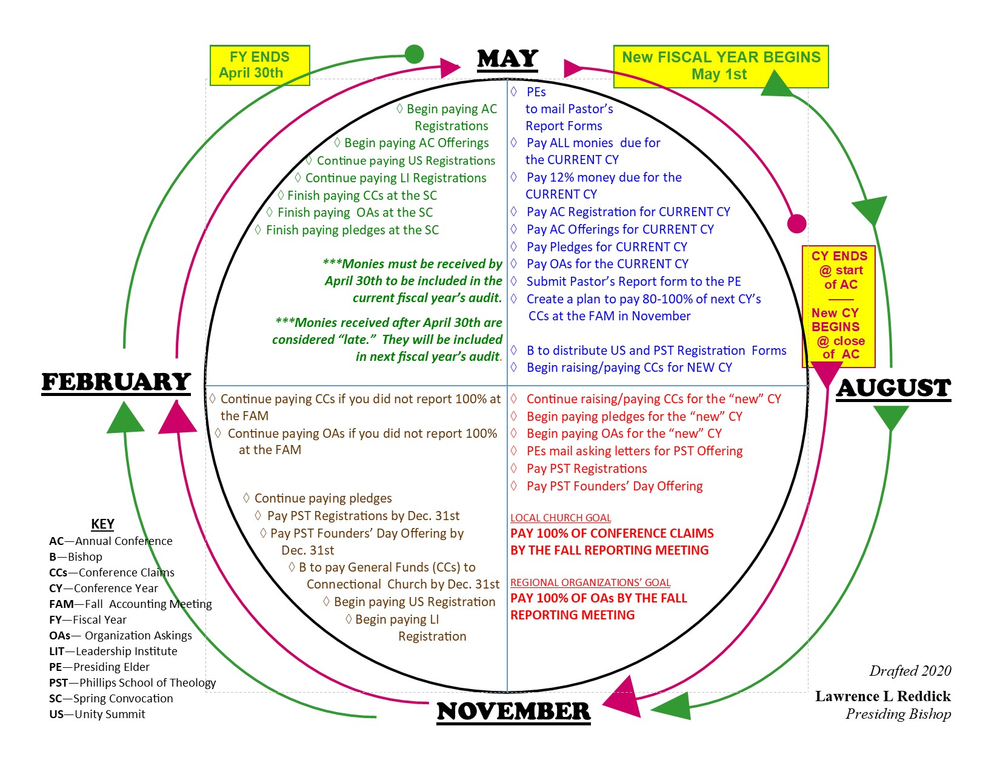 FY ENDS
April 30th
MAY
New FISCAL YEAR BEGINS
May 1st
◊ Begin paying AC
Registrations
◊ Begin paying AC Offerings
◊ Continue paying US Registrations
◊ Continue paying LI Registrations
◊ Finish paying CCs at the SC
◊ Finish paying OAs at the SC
◊ Finish paying pledges at the SC
***Monies must be received by
April 30th to be included in the
current fiscal year's audit.
***Monies received after April 30th are
considered “late.” They will be included
in next fiscal year's audit.
◊ PEs
to mail Pastor's
Report Forms
◊ Pay ALL monies due for
the CURRENT CY
◊ Pay 12% money due for the
CURRENT CY
◊ Pay AC Registration for CURRENT CY
◊ Pay AC Offerings for CURRENT CY
◊ Pay Pledges for CURRENT CY
◊ Pay OAs for the CURRENT CY
◊ Submit Pastor's Report form to the PE
◊ Create a plan to pay 80-100% of next CY's
CCs at the FAM in November
◊ B to distribute US and PST Registration Forms
◊ Begin raising/paying CCs for NEW CY
CY ENDS
@ start
of AC
New CY
BEGINS
@ close
of AC
FEBRUARY
AUGUST
◊ Continue paying CCs if you did not report 100% at
the FAM
◊ Continue paying OAs if you did not report 100%
at the FAM
◊ Continue paying pledges
◊ Pay PST Registrations by Dec. 31st
◊ Pay PST Founders' Day Offering by
Dec. 31st
◊ B to pay General Funds (CCs) to
Connectional Church by Dec. 31st
◊ Begin paying US Registration
◊ Begin paying LI
Registration
◊ Continue raising/paying CCs for the “new” CY
◊ Begin paying pledges for the “new” CY
◊ Begin paying OAs for the “new” CY
◊ PEs mail asking letters for PST Offering
◊ Pay PST Registrations
◊ Pay PST Founders' Day Offering
LOCAL CHURCH GOAL
PAY 100% OF CONFERENCE CLAIMS
BY THE FALL REPORTING MEETING
REGIONAL ORGANIZATIONS' GOAL
PAY 100% OF OAs BY THE FALL
REPORTING MEETING
KEY
AC—Annual Conference
B—Bishop
CCs—Conference Claims
CY—Conference Year
FAM—Fall Accounting Meeting
FY—Fiscal Year
OAs— Organization Askings
LIT—Leadership Institute
PE—Presiding Elder
PST—Phillips School of Theology
SC—Spring Convocation
US—Unity Summit
NOVEMBER
Drafted 2020
Lawrence L Reddick
Presiding Bishop